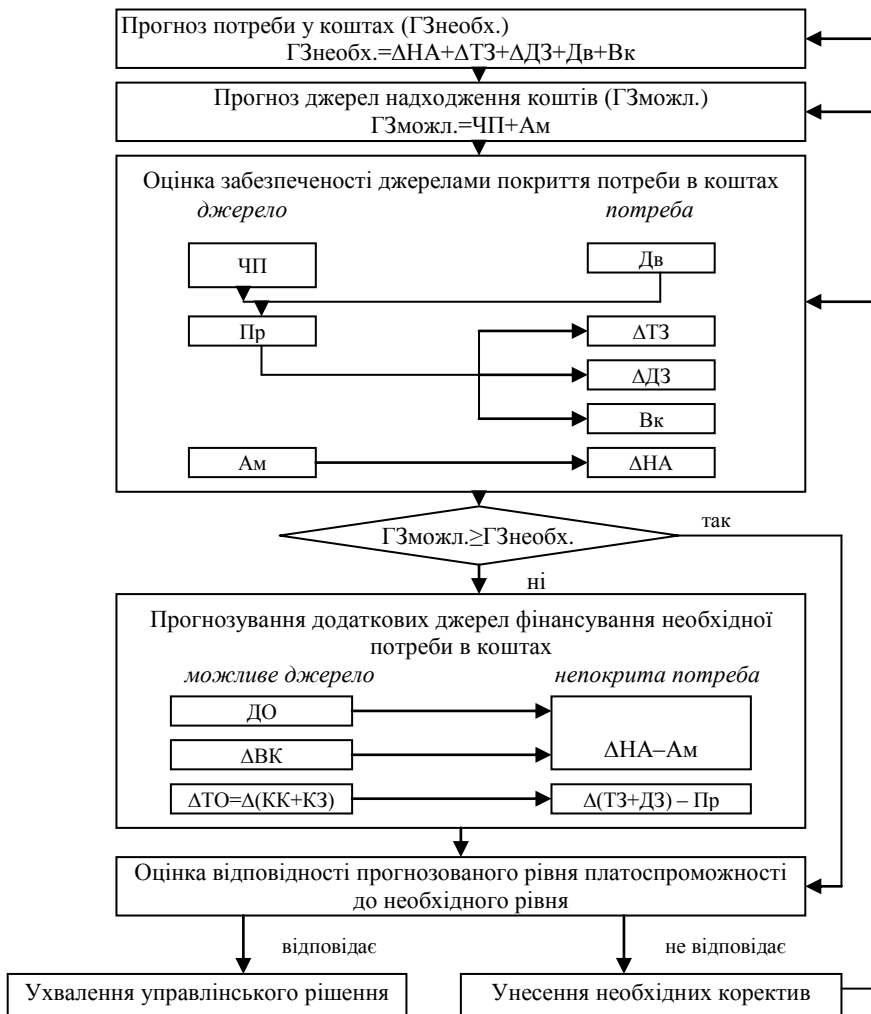 Прогноз потреби у коштах (ГЗнеобх.)
ГЗнеобх.=ΔНА+ΔТЗ+ΔДЗ+Дв+Вк
Прогноз джерел надходження коштів (ГЗможл.)
ГЗможл.=ЧП+Ам
Оцінка забезпеченості джерелами покриття потреби в коштах
джерело потреба
ЧП Дв
Пр ΔТЗ
ΔДЗ
Вк
Ам ΔНА
ГЗможл.≥ГЗнеобх. так
ні
Прогнозування додаткових джерел фінансування необхідної
потреби в коштах
можливе джерело непокрита потреба
ДО
ΔВК ΔНА–Ам
ΔТО=Δ(КК+КЗ) Δ(ТЗ+ДЗ) – Пр
Оцінка відповідності прогнозованого рівня платоспроможності
до необхідного рівня
відповідає не відповідає
Ухвалення управлінського рішення Унесення необхідних коректив